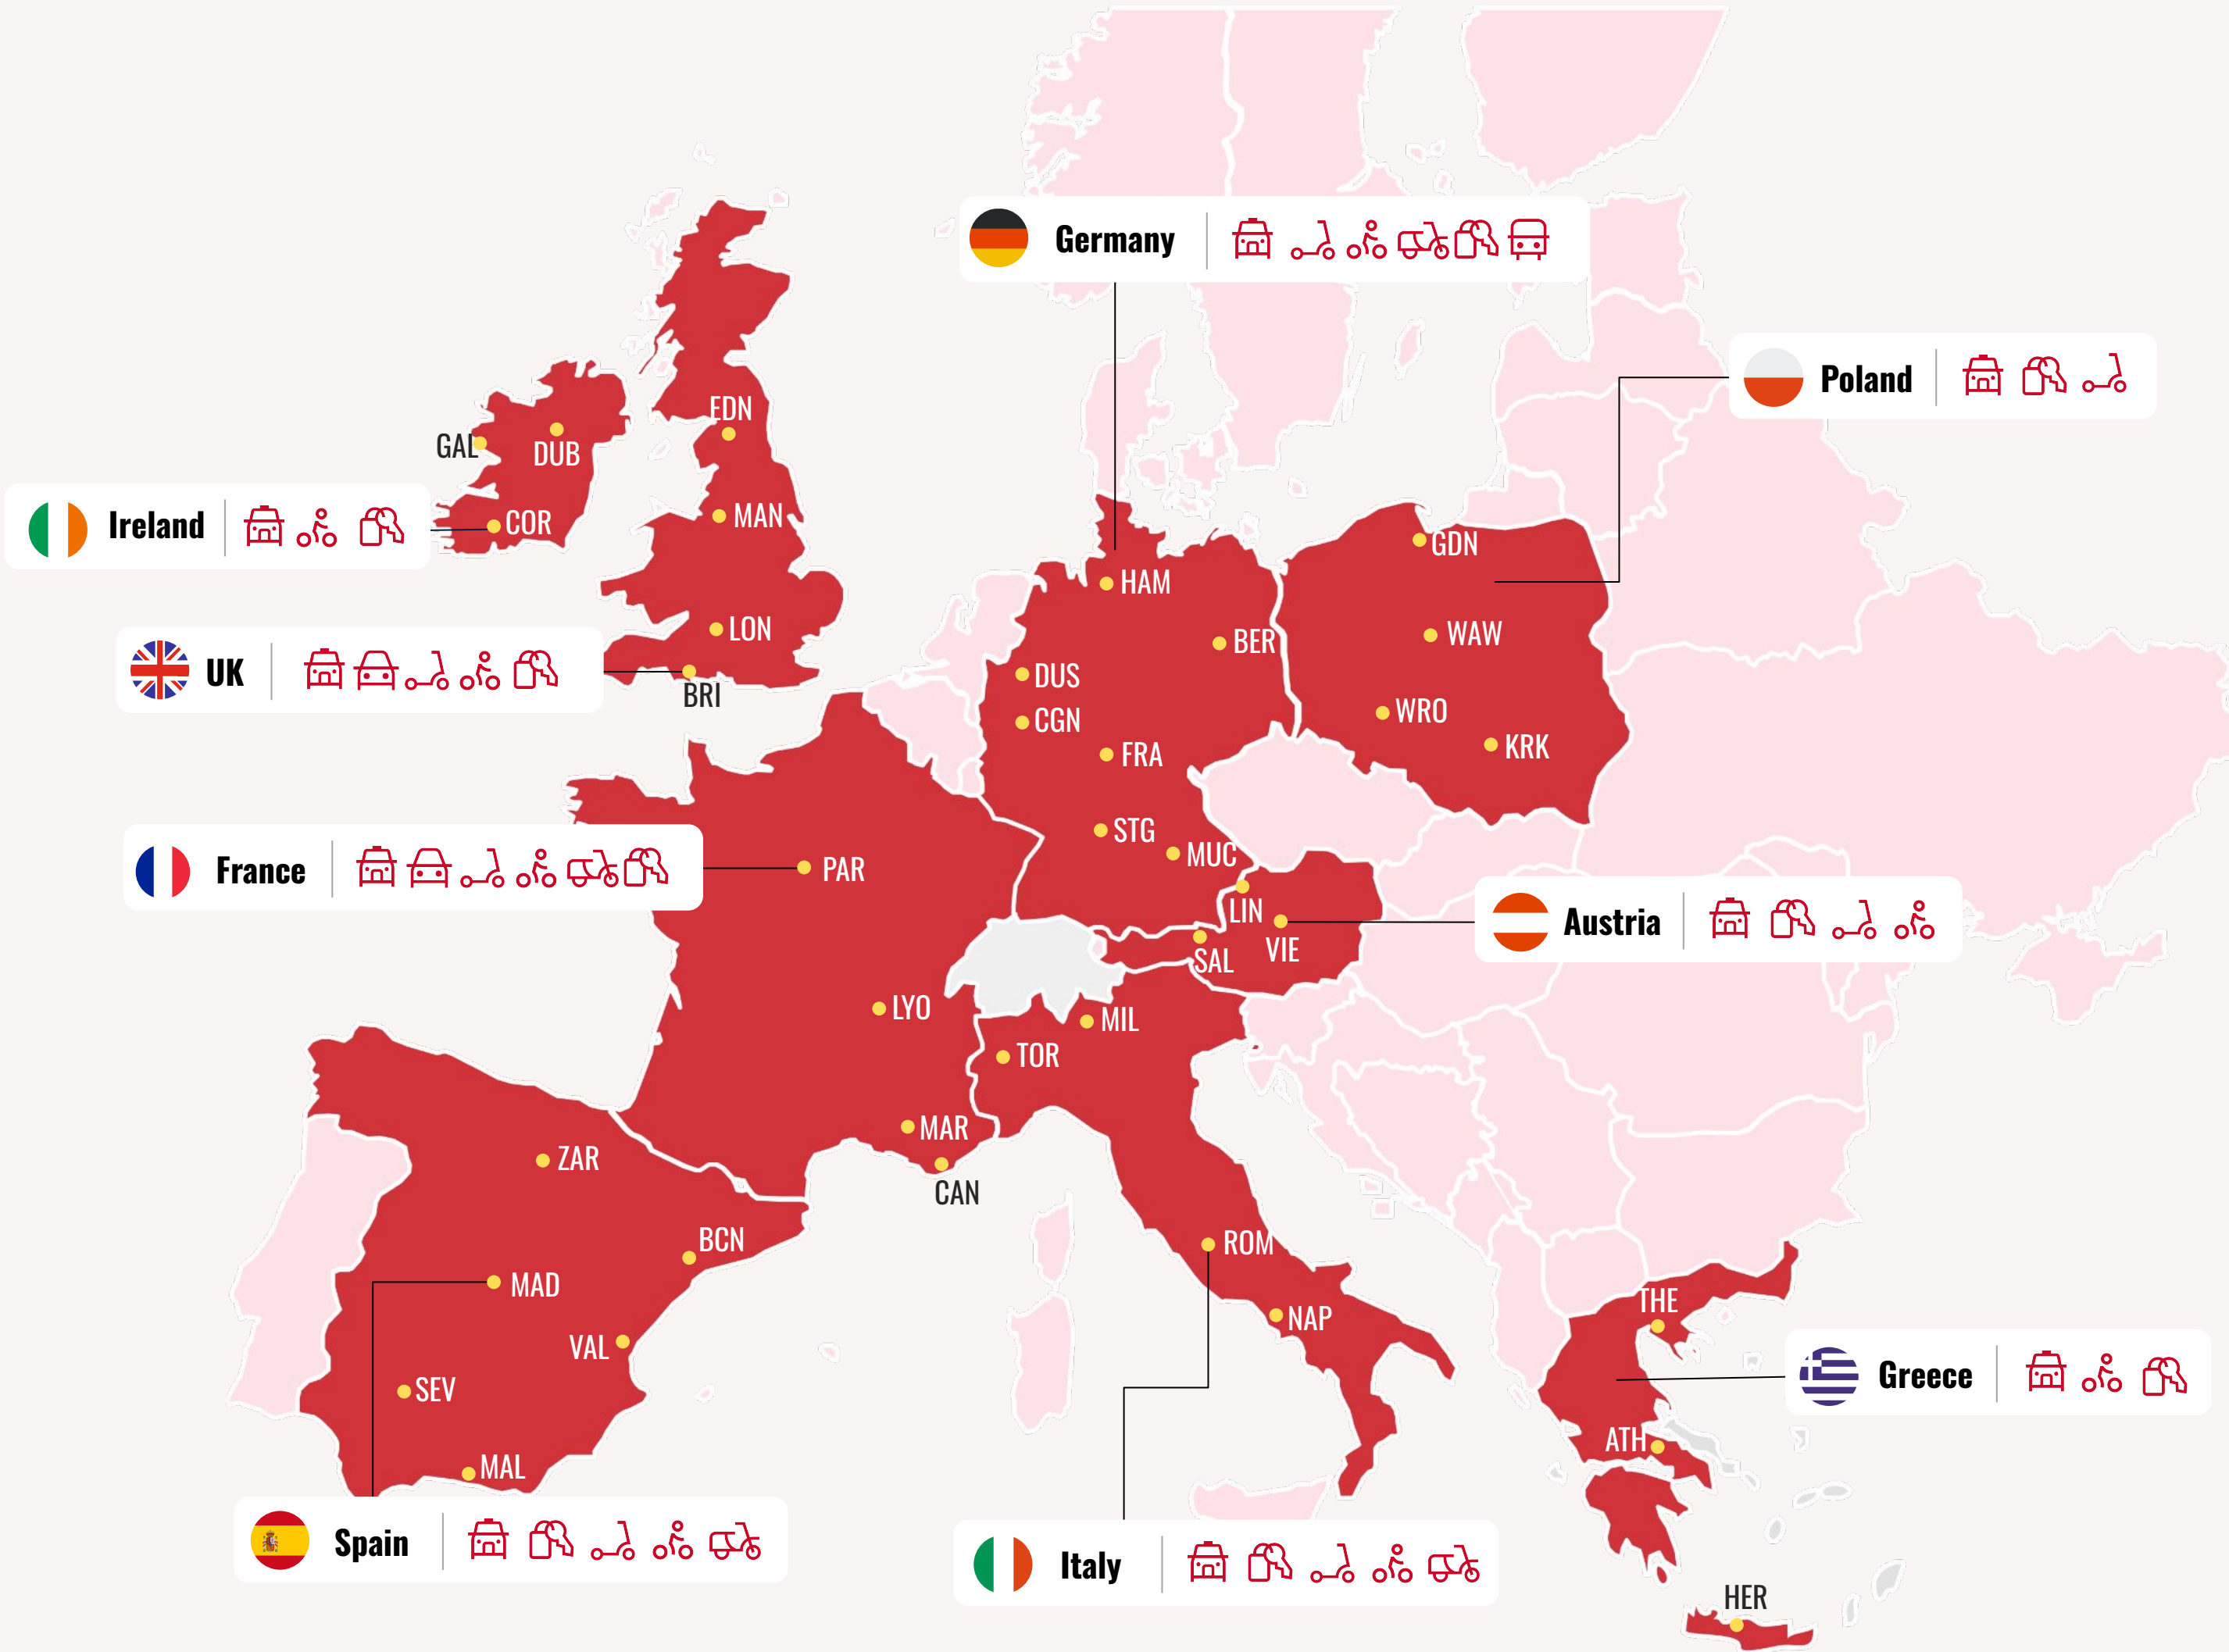 Germany
Poland
EDN
GAL
DUB
Ireland
COR
MAN
GDN
HAM
LON
WAW
BER
UK
DUS
BRI
WRO
CGN
KRK
FRA
STG
MUC
France
PAR
LIN
Austria
VIE
SAL
LYO
MIL
TOR
MAR
ZAR
CAN
BCN
ROM
MAD
THE
NAP
VAL
Greece
SEV
ATH
MAL
Spain
Italy
HER